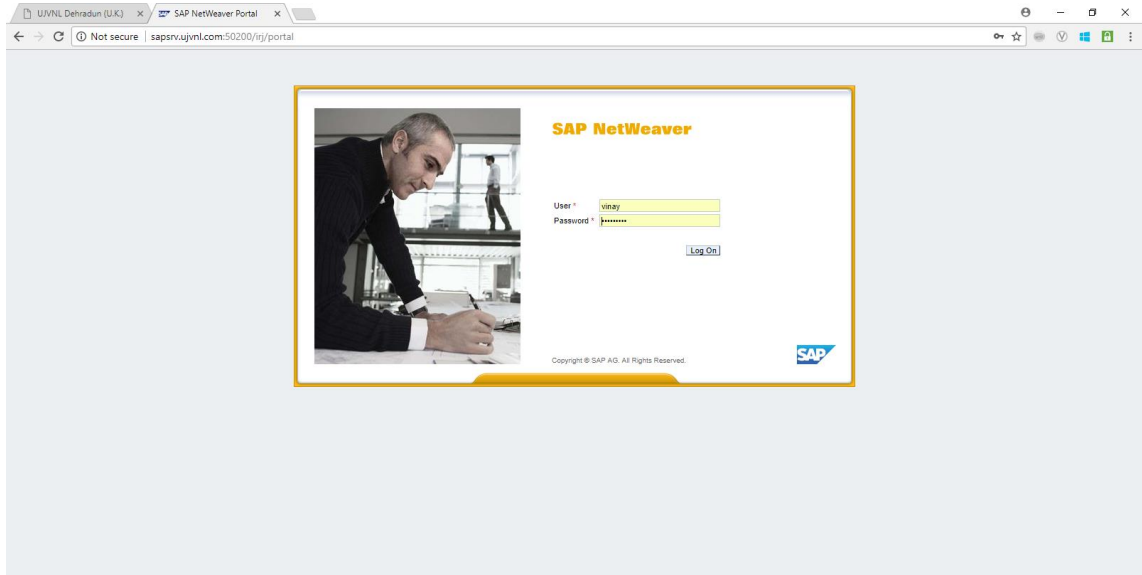 UJVNL Dehradun (U.K.)
SAP NetWeaver Portal
Not secure | sapsrv.ujvnl.com:50200/irj/portal
SAP NetWeaver
User *
vinay
Password *
Log On
Copyright © SAP AG. All Rights Reserved.
SAP